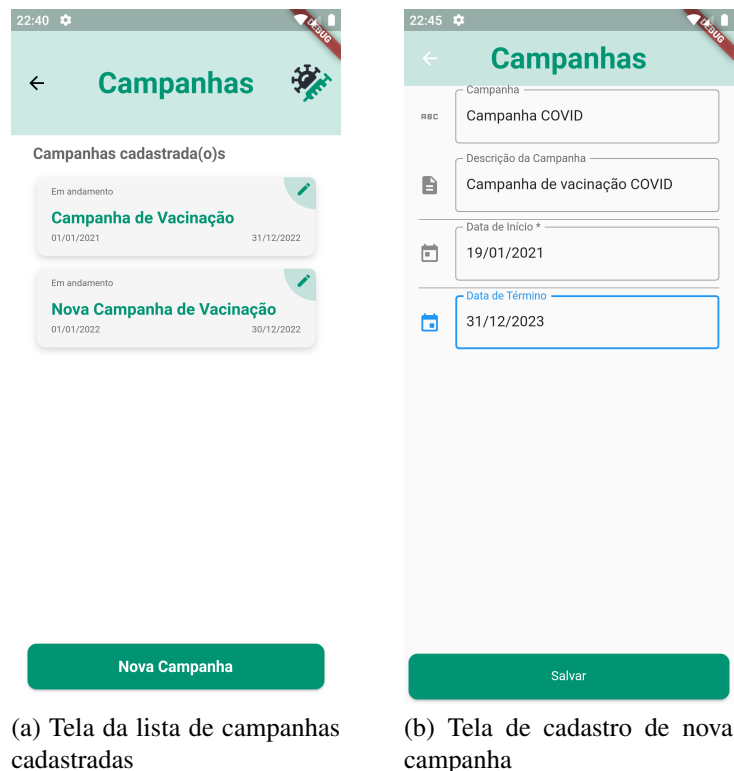 22:40
DEBUG
Campanhas
Campanhas cadastrada(o)s
Em andamento
Campanha de Vacinação
01/01/2021 31/12/2022
Em andamento
Nova Campanha de Vacinação
01/01/2022 30/12/2022
Nova Campanha
(a) Tela da lista de campanhas
cadastradas
22:45
DEBUG
Campanhas
Campanha
ABC
Campanha COVID
Descrição da Campanha
Campanha de vacinação COVID
Data de Início *
19/01/2021
Data de Término
31/12/2023
Salvar
(b) Tela de cadastro de nova
campanha